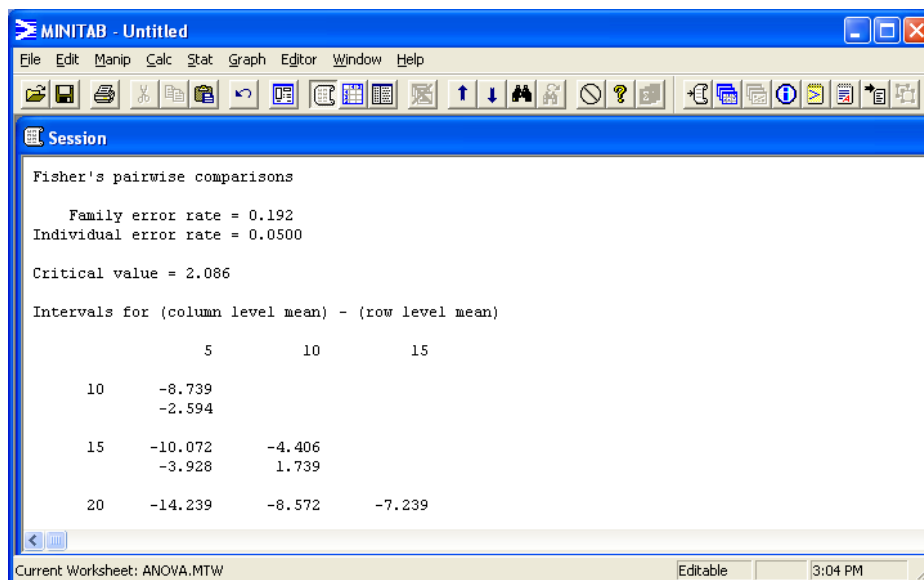 MINITAB - Untitled
File Edit Manip Calc Stat Graph Editor Window Help
Session
Fisher's pairwise comparisons
Family error rate = 0.192
Individual error rate = 0.0500
Critical value = 2.086
Intervals for (column level mean) - (row level mean)
5 10 15
10 -8.739
-2.594
15 -10.072 -4.406
-3.928 1.739
20 -14.239 -8.572 -7.239
Current Worksheet: ANOVA.MTW Editable 3:04 PM